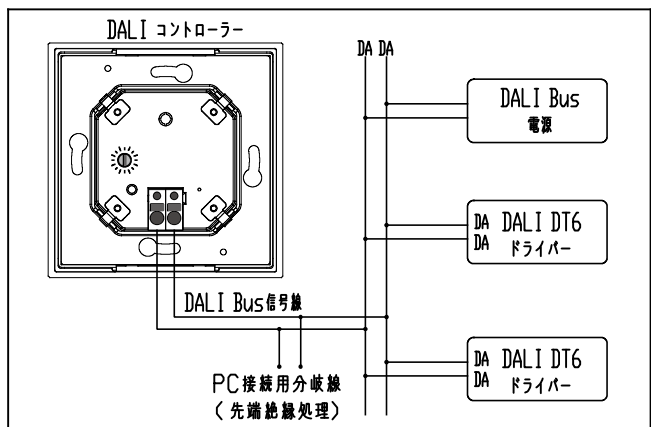 DALI コントローラー
DA DA
DALI Bus
電源
DA DALI DT6
DA ドライバー
DALI Bus信号線
PC接続用分岐線
(先端絶縁処理)
DA DALI DT6
DA ドライバー